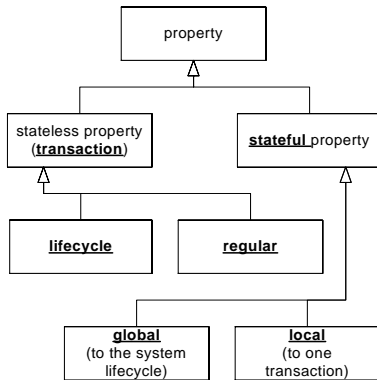 property
stateless property
(transaction)
stateful property
lifecycle
regular
global
(to the system
lifecycle)
local
(to one
transaction)